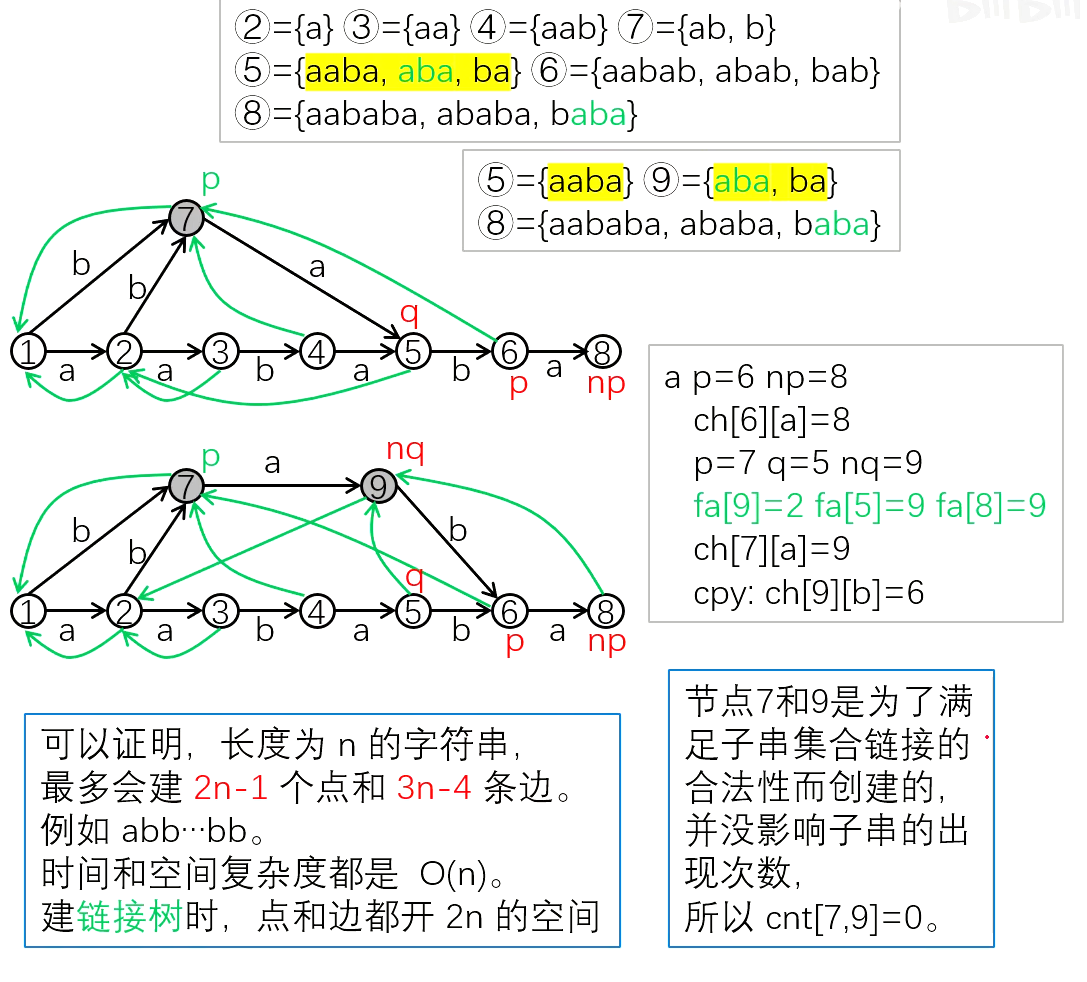 ②={a} ③={aa} ④={aab} ⑦={ab, b}
⑤={aaba, aba, ba} ⑥={aabab, abab, bab}
⑧={aababa, ababa, baba}
⑤={aaba} ⑨={aba, ba}
⑧={aababa, ababa, baba}
p
7
b
b
a
q
1 2 3 4 5 6 8
a a b a b a
p np
a p=6 np=8
ch[6][a]=8
p=7 q=5 nq=9
fa[9]=2 fa[5]=9 fa[8]=9
ch[7][a]=9
cpy: ch[9][b]=6
p a nq
7 9
b
b
b
q
1 2 3 4 5 6 8
a a b a b a
p np
可以证明，长度为 n 的字符串，
最多会建 2n-1 个点和 3n-4 条边。
例如 abb…bb。
时间和空间复杂度都是 O(n)。
建链接树时，点和边都开 2n 的空间
节点7和9是为了满
足子串集合链接的
合法性而创建的，
并没影响子串的出
现次数，
所以 cnt[7,9]=0。